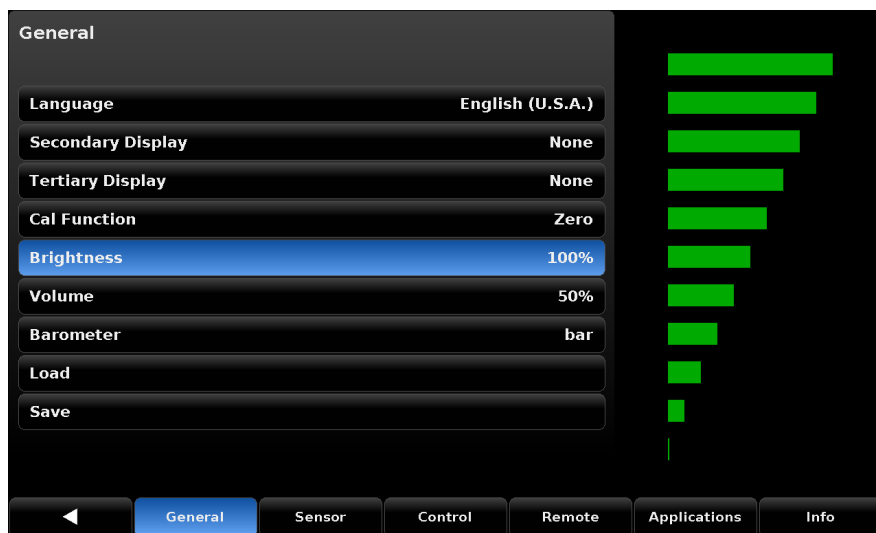 General
Language English (U.S.A.)
Secondary Display None
Tertiary Display None
Cal Function Zero
Brightness 100%
Volume 50%
Barometer bar
Load
Save
General Sensor Control Remote Applications Info